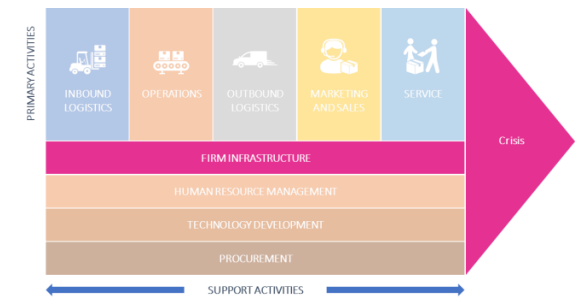 PRIMARY ACTIVITIES
INBOUND
LOGISTICS
OPERATIONS
OUTBOUND
LOGISTICS
MARKETING
AND SALES
SERVICE
Crisis
FIRM INFRASTRUCTURE
HUMAN RESOURCE MANAGEMENT
TECHNOLOGY DEVELOPMENT
PROCUREMENT
SUPPORT ACTIVITIES